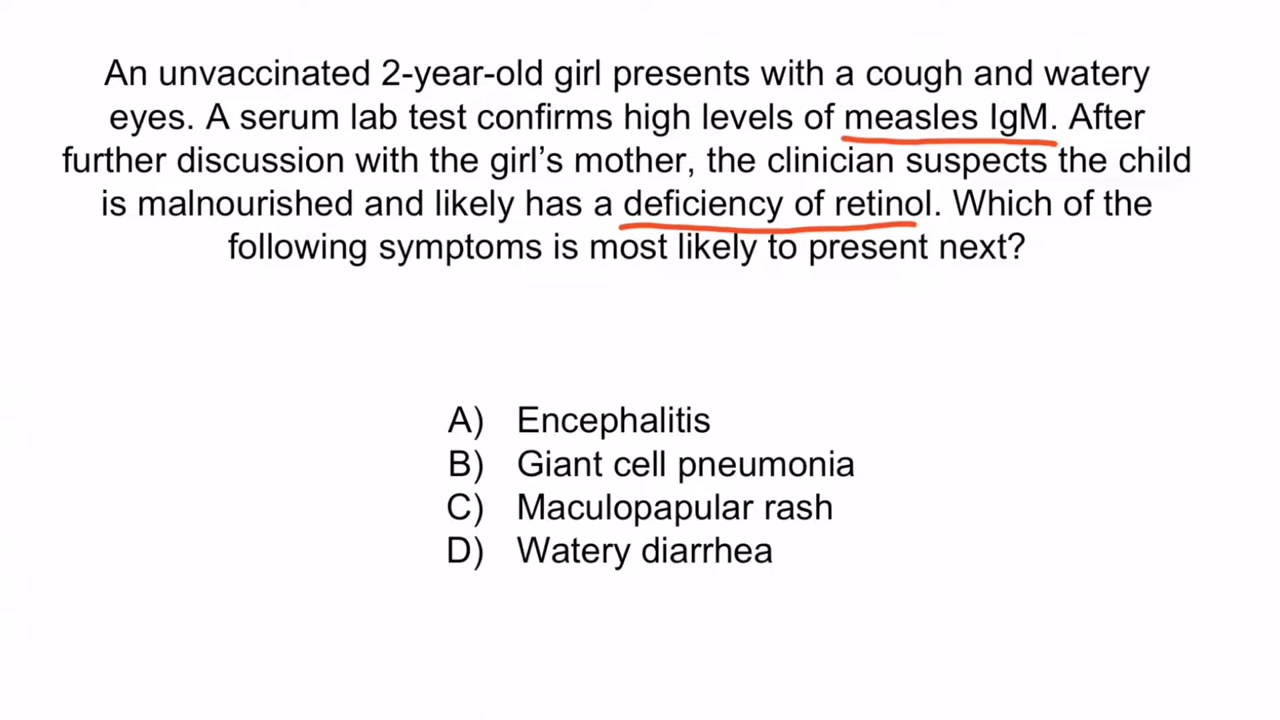 An unvaccinated 2-year-old girl presents with a cough and watery
eyes. A serum lab test confirms high levels of measles IgM. After
further discussion with the girl's mother, the clinician suspects the child
is malnourished and likely has a deficiency of retinol. Which of the
following symptoms is most likely to present next?
A) Encephalitis
B) Giant cell pneumonia
C) Maculopapular rash
D) Watery diarrhea